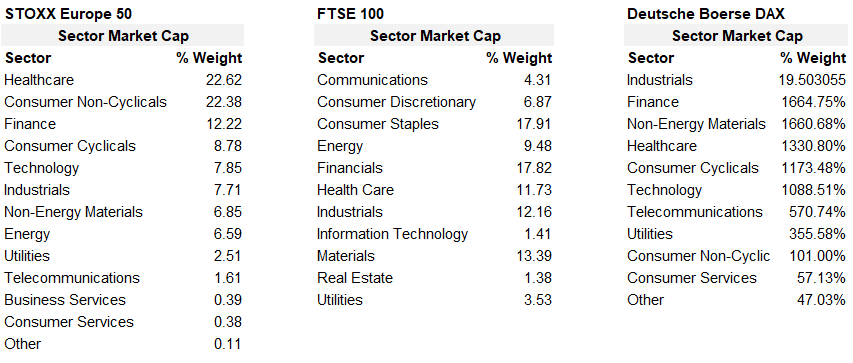 STOXX Europe 50
Sector Market Cap
Sector % Weight
Healthcare 22.62
Consumer Non-Cyclicals 22.38
Finance 12.22
Consumer Cyclicals 8.78
Technology 7.85
Industrials 7.71
Non-Energy Materials 6.85
Energy 6.59
Utilities 2.51
Telecommunications 1.61
Business Services 0.39
Consumer Services 0.38
Other 0.11
FTSE 100
Sector Market Cap
Sector % Weight
Communications 4.31
Consumer Discretionary 6.87
Consumer Staples 17.91
Energy 9.48
Financials 17.82
Health Care 11.73
Industrials 12.16
Information Technology 1.41
Materials 13.39
Real Estate 1.38
Utilities 3.53
Deutsche Boerse DAX
Sector Market Cap
Sector % Weight
Industrials 19.503055
Finance 1664.75%
Non-Energy Materials 1660.68%
Healthcare 1330.80%
Consumer Cyclicals 1173.48%
Technology 1088.51%
Telecommunications 570.74%
Utilities 355.58%
Consumer Non-Cyclic 101.00%
Consumer Services 57.13%
Other 47.03%